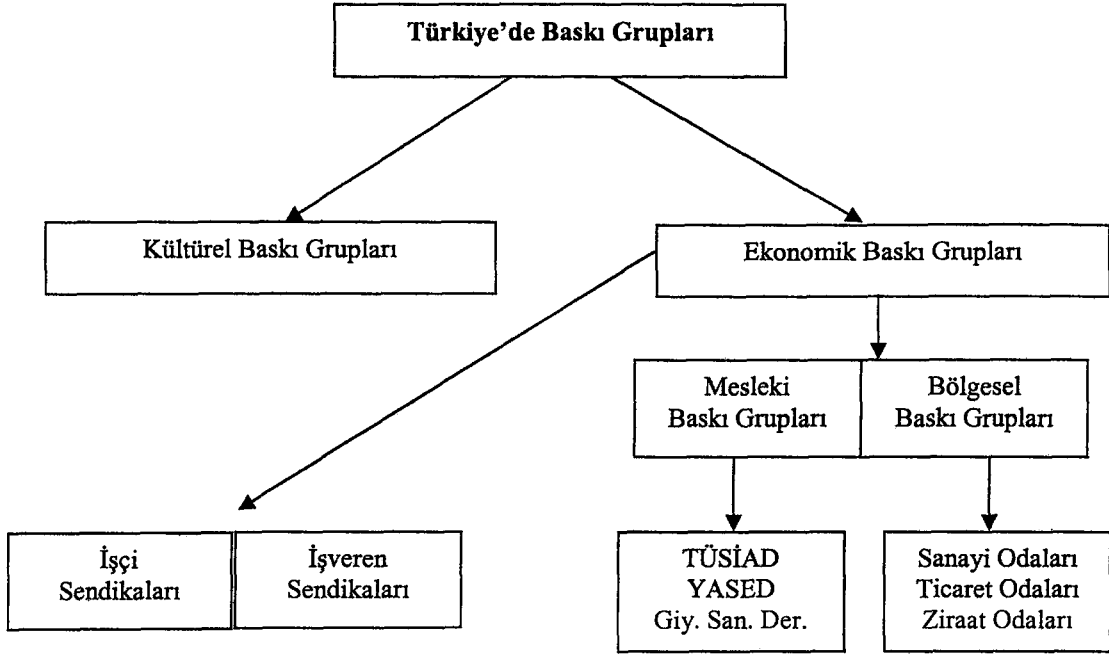 Türkiye’de Baskı Grupları
Kültürel Baskı Grupları
Ekonomik Baskı Grupları
Mesleki
Baskı Grupları
Bölgesel
Baskı Grupları
İşçi
Sendikaları
İşveren
Sendikaları
TÜSİAD
YASED
Giy. San. Der.
Sanayi Odaları
Ticaret Odaları
Ziraat Odaları